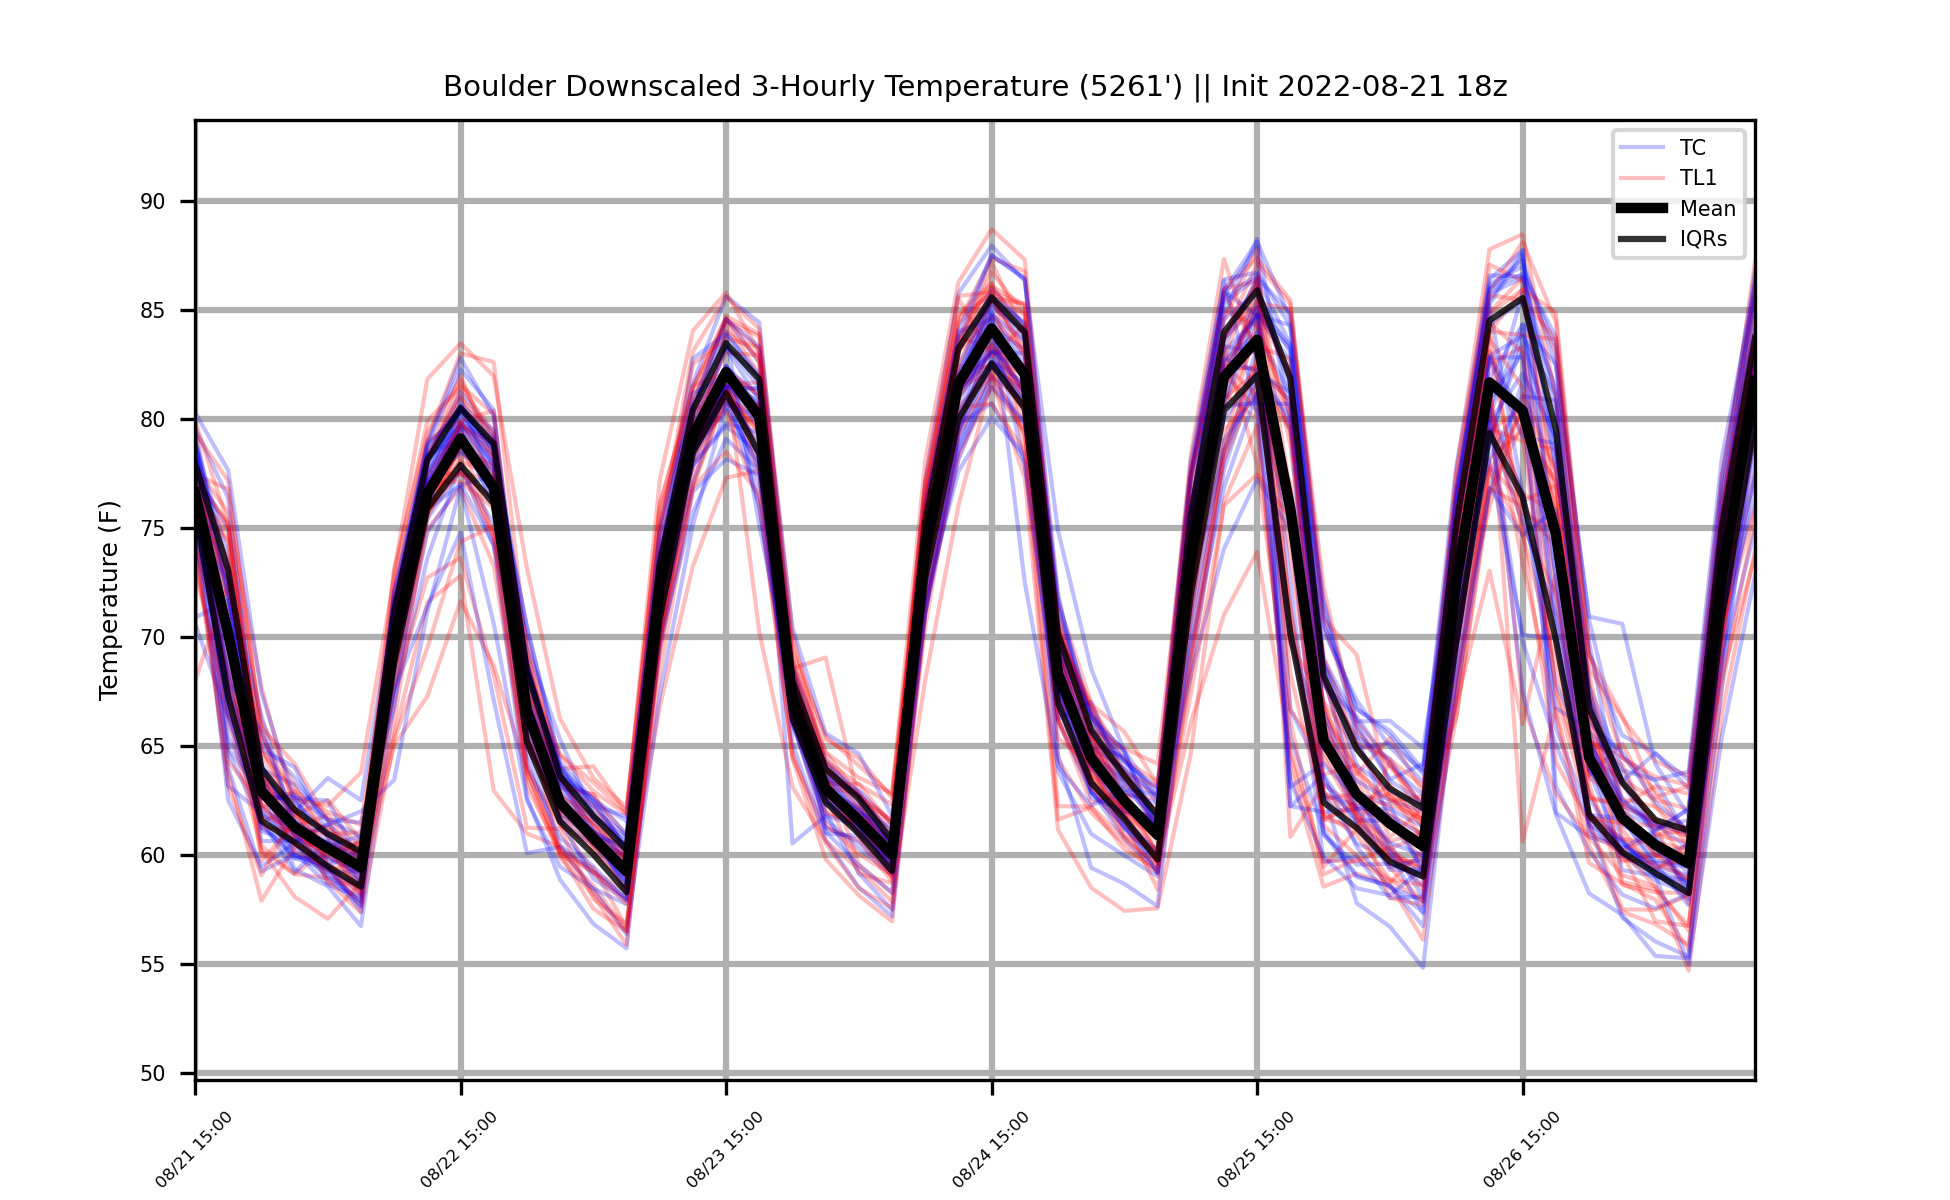 Boulder Downscaled 3-Hourly Temperature (5261') || Init 2022-08-21 18z
TC
TL1
Mean
IQRs
Temperature (F)
90
85
80
75
70
65
60
55
50
08/21 15:00
08/22 15:00
08/23 15:00
08/24 15:00
08/25 15:00
08/26 15:00